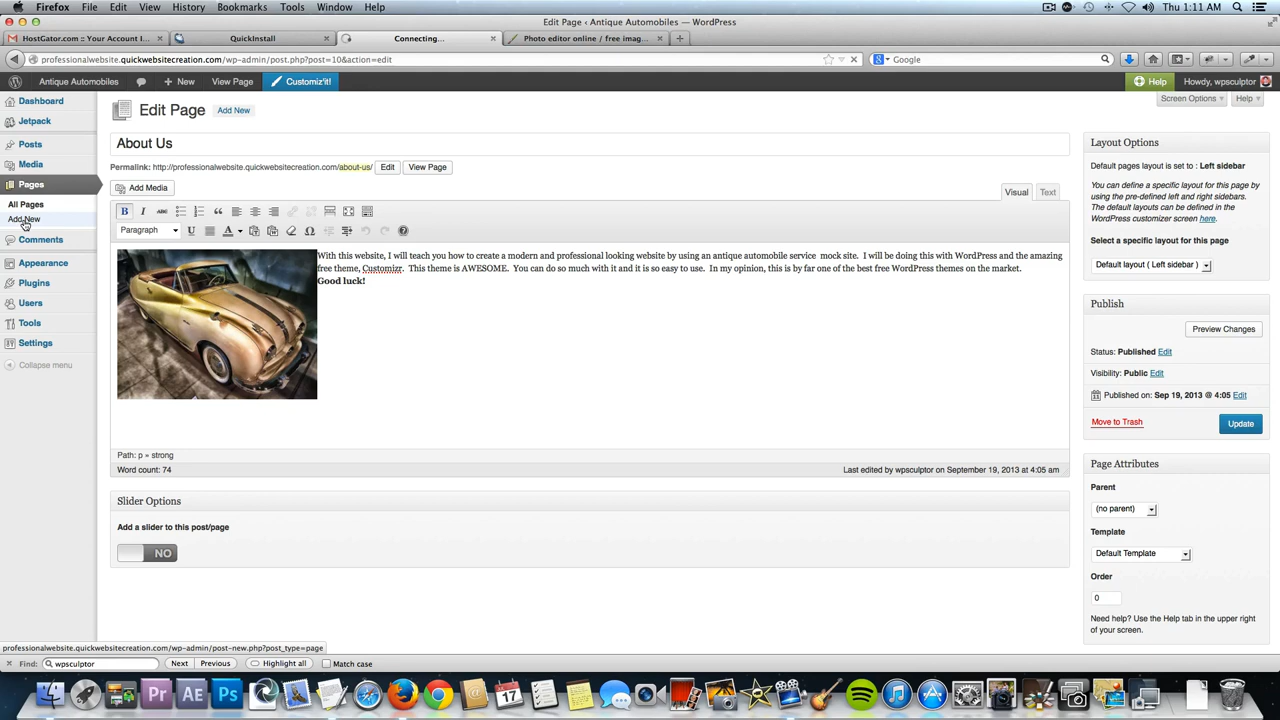 Firefox File Edit View History Bookmarks Tools Window Help Thu 1:11 AM
Edit Page ‹ Antique Automobiles — WordPress
HostGator.com :: Your Account I... QuickInstall Connecting... Photo editor online / free imag...
professionalwebsite.quickwebsitecreation.com/wp-admin/post.php?post=10&action=edit Google
Antique Automobiles + New View Page Customiz'it! Help Howdy, wpsculptor
Screen Options Help
Dashboard
Jetpack
Posts
Media
Pages
All Pages
Add New
Comments
Appearance
Plugins
Users
Tools
Settings
Collapse menu
Edit Page Add New
About Us
Permalink: http://professionalwebsite.quickwebsitecreation.com/about-us/ Edit View Page
Add Media
Visual Text
B I ABC
Paragraph U A Ω
With this website, I will teach you how to create a modern and professional looking website by using an antique automobile service mock site. I will be doing this with WordPress and the amazing
free theme, Customizr. This theme is AWESOME. You can do so much with it and it is so easy to use. In my opinion, this is by far one of the best free WordPress themes on the market.
Good luck!
Path: p » strong
Word count: 74 Last edited by wpsculptor on September 19, 2013 at 4:05 am
Slider Options
Add a slider to this post/page
NO
Layout Options
Default pages layout is set to : Left sidebar
You can define a specific layout for this page by
using the pre-defined left and right sidebars.
The default layouts can be defined in the
WordPress customizer screen here.
Select a specific layout for this page
Default layout ( Left sidebar )
Publish
Preview Changes
Status: Published Edit
Visibility: Public Edit
Published on: Sep 19, 2013 @ 4:05 Edit
Move to Trash Update
Page Attributes
Parent
(no parent)
Template
Default Template
Order
0
Need help? Use the Help tab in the upper right
of your screen.
professionalwebsite.quickwebsitecreation.com/wp-admin/post-new.php?post_type=page
Find: wpsculptor Next Previous Highlight all Match case
Pr Ae Ps 17